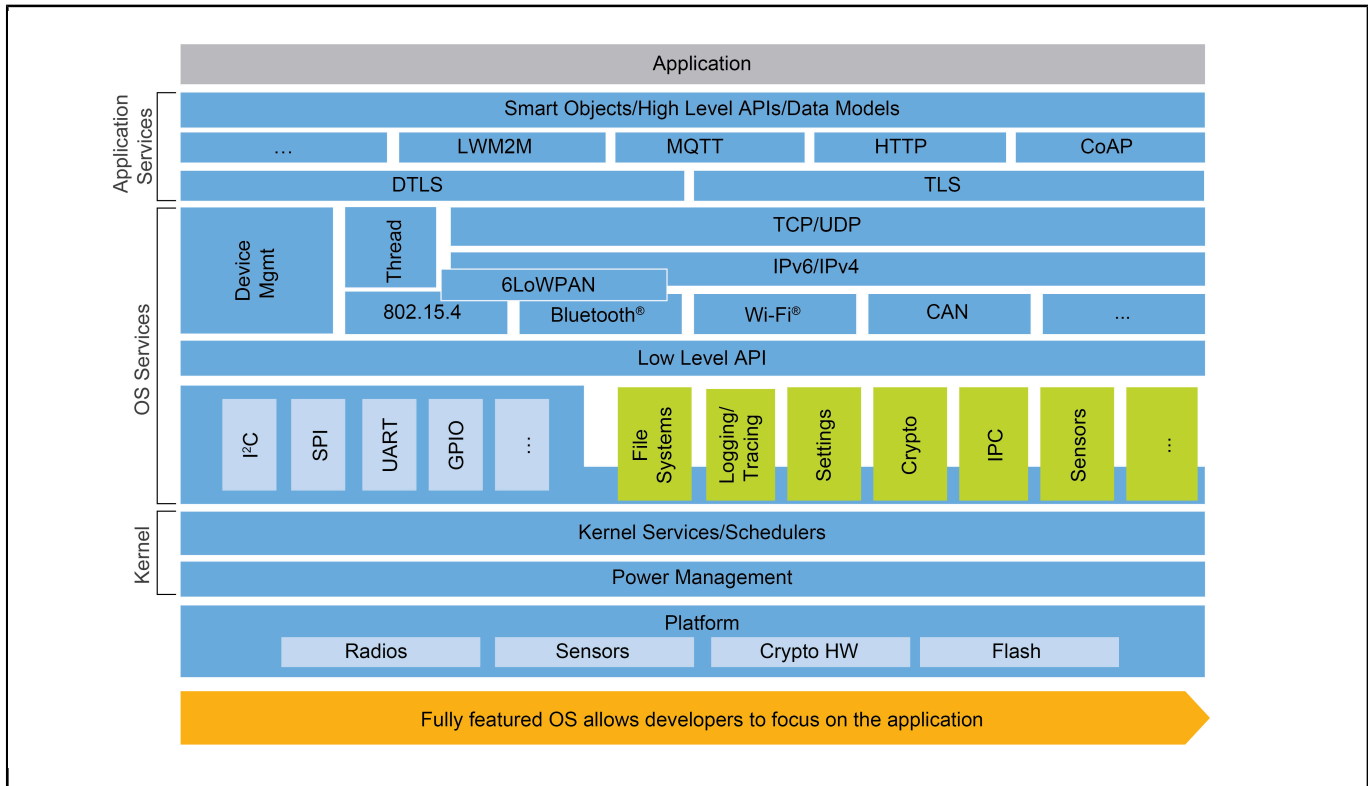 Application
Application
Services
Smart Objects/High Level APIs/Data Models
...
LWM2M
MQTT
HTTP
CoAP
DTLS
TLS
OS Services
Device
Mgmt
Thread
TCP/UDP
IPv6/IPv4
6LoWPAN
802.15.4
Bluetooth®
Wi-Fi®
CAN
...
Low Level API
I²C
SPI
UART
GPIO
...
File
Systems
Logging/
Tracing
Settings
Crypto
IPC
Sensors
...
Kernel
Kernel Services/Schedulers
Power Management
Platform
Radios
Sensors
Crypto HW
Flash
Fully featured OS allows developers to focus on the application